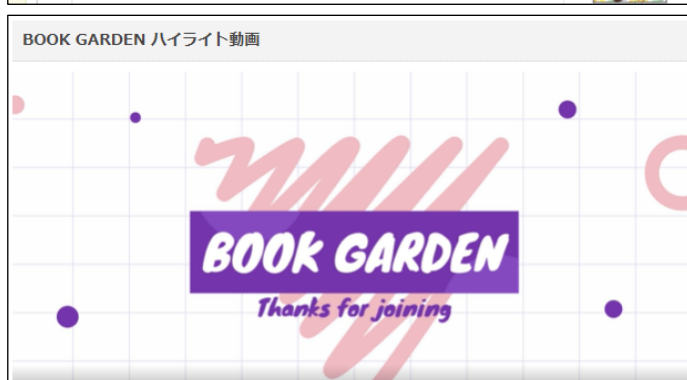 BOOK GARDEN ハイライト動画
BOOK GARDEN
Thanks for joining